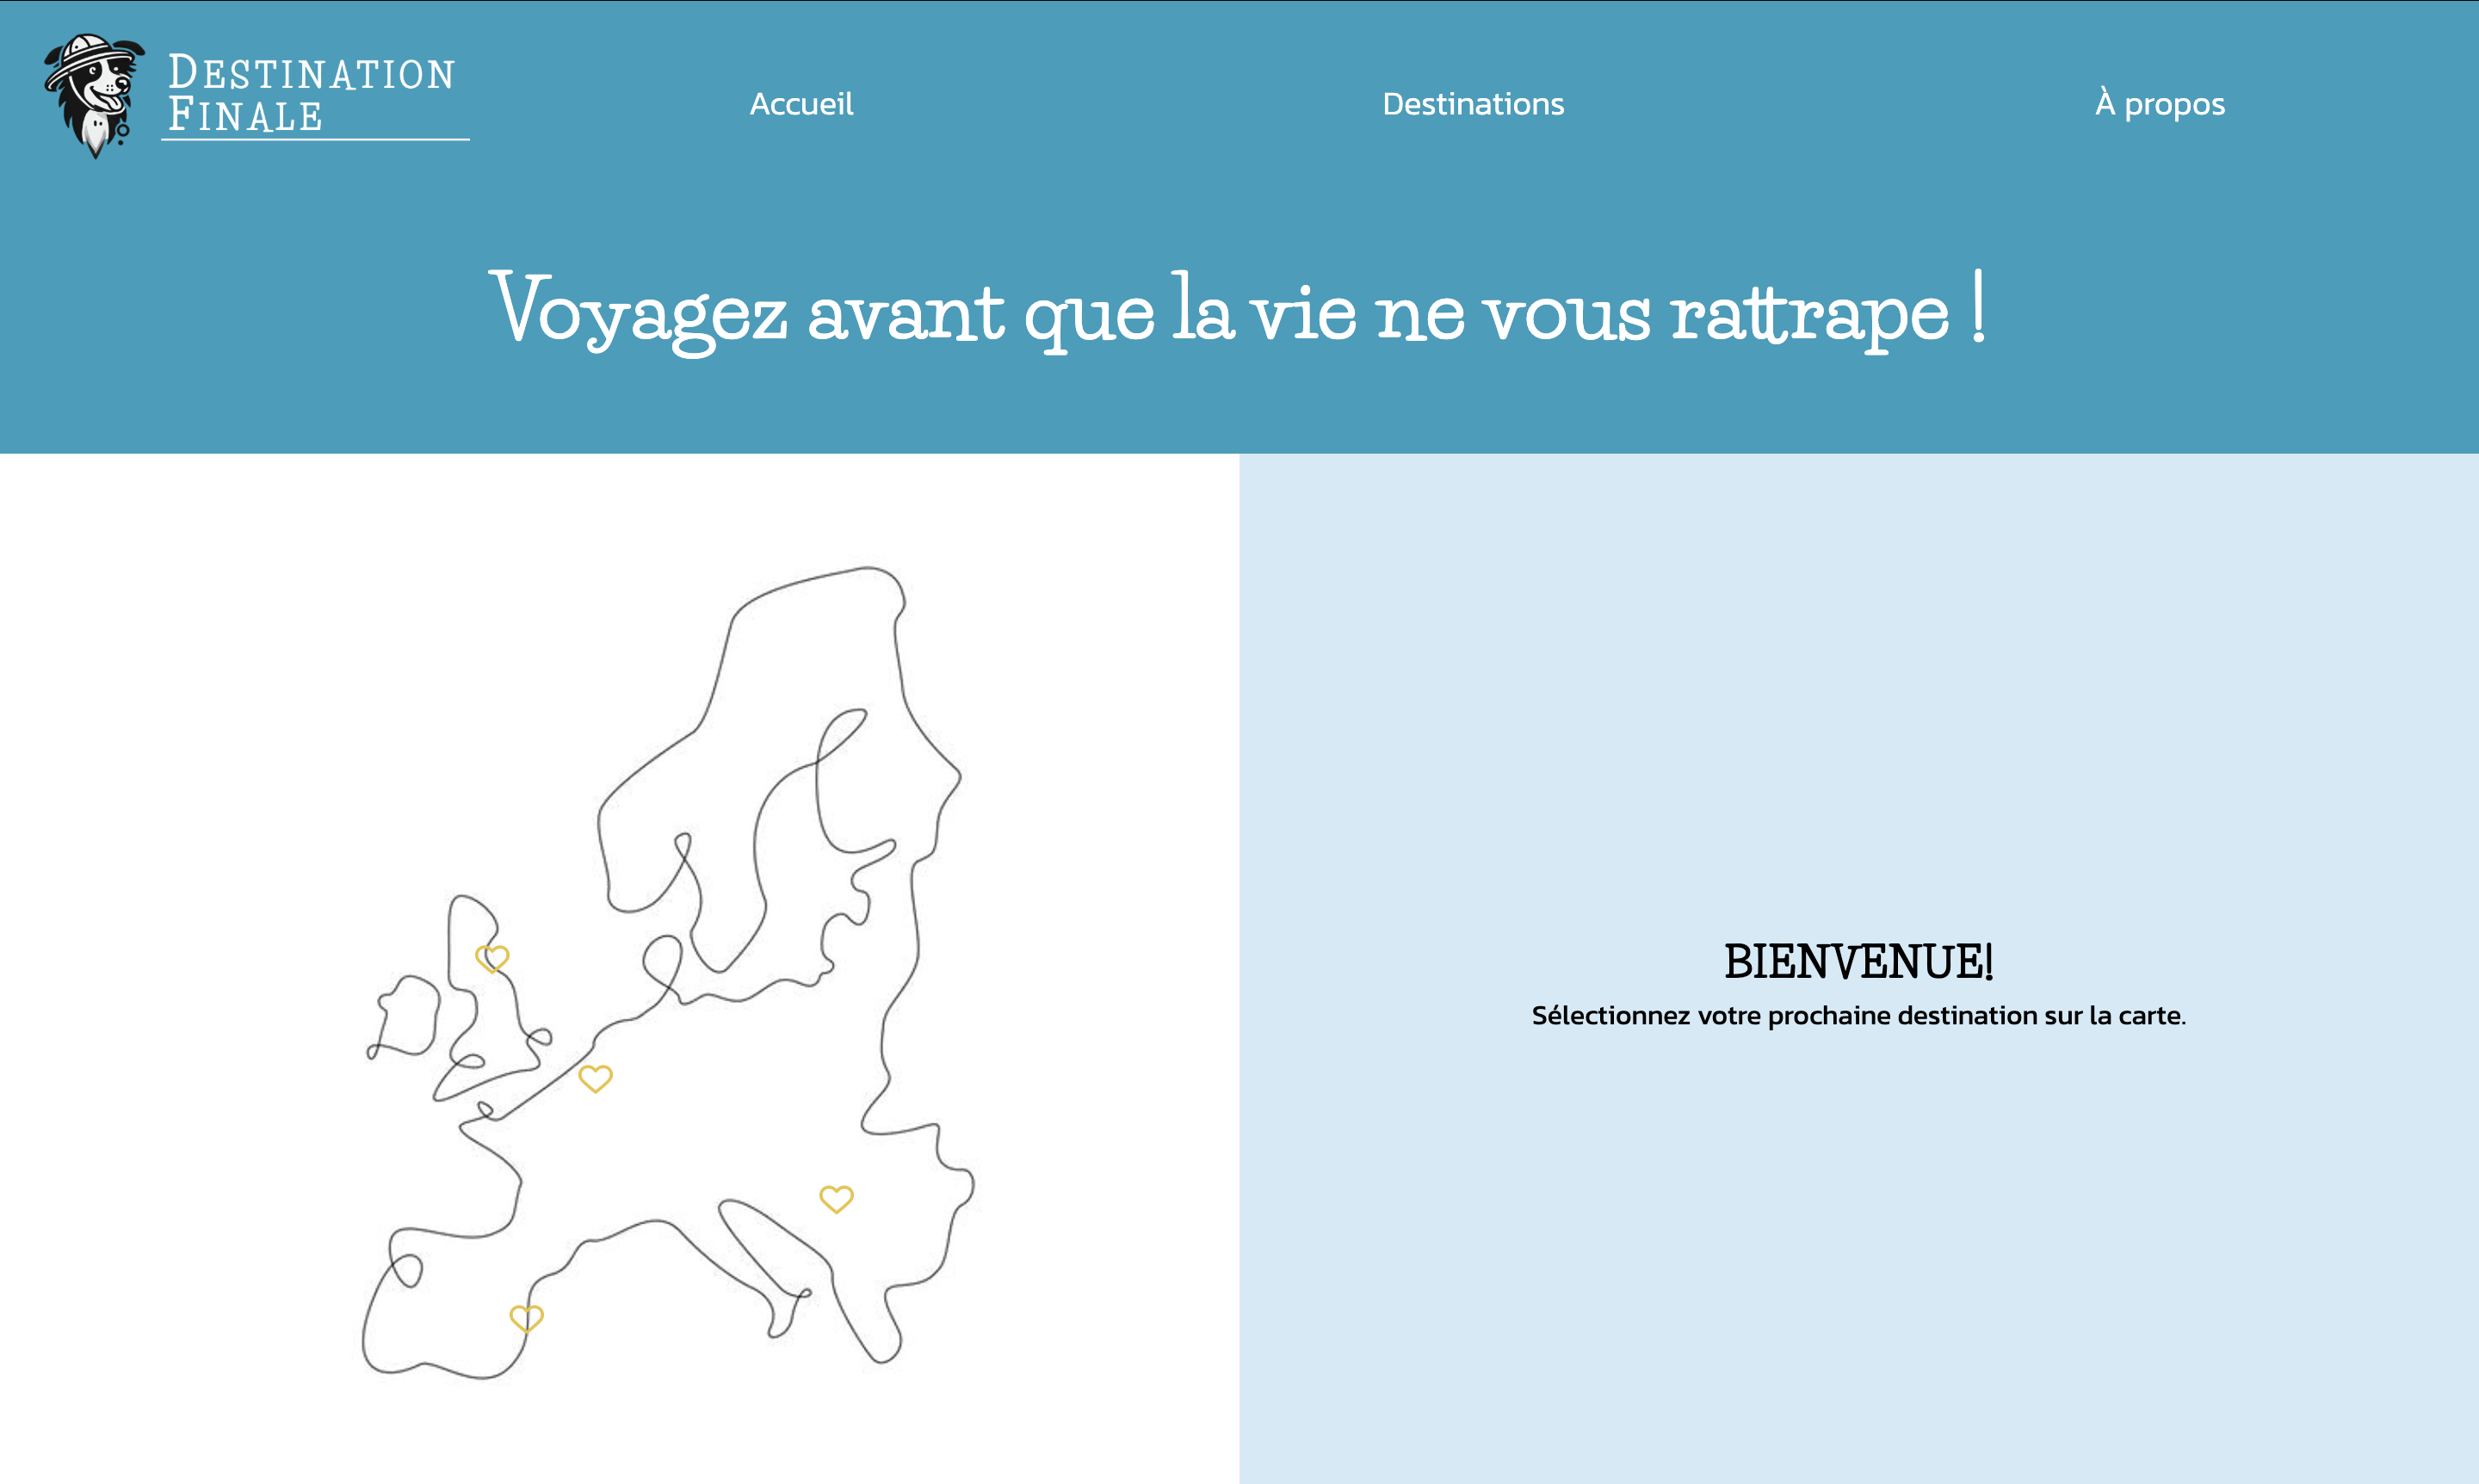 DESTINATION
FINALE
Accueil
Destinations
À propos
Voyagez avant que la vie ne vous rattrape !
BIENVENUE!
Sélectionnez votre prochaine destination sur la carte.